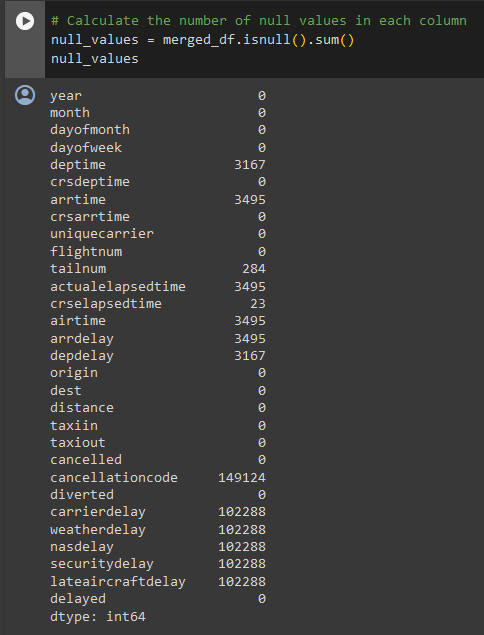 # Calculate the number of null values in each column
null_values = merged_df.isnull().sum()
null_values
year 0
month 0
dayofmonth 0
dayofweek 0
deptime 3167
crsdeptime 0
arrtime 3495
crsarrtime 0
uniquecarrier 0
flightnum 0
tailnum 284
actualelapsedtime 3495
crselapsedtime 23
airtime 3495
arrdelay 3495
depdelay 3167
origin 0
dest 0
distance 0
taxiin 0
taxiout 0
cancelled 0
cancellationcode 149124
diverted 0
carrierdelay 102288
weatherdelay 102288
nasdelay 102288
securitydelay 102288
lateaircraftdelay 102288
delayed 0
dtype: int64